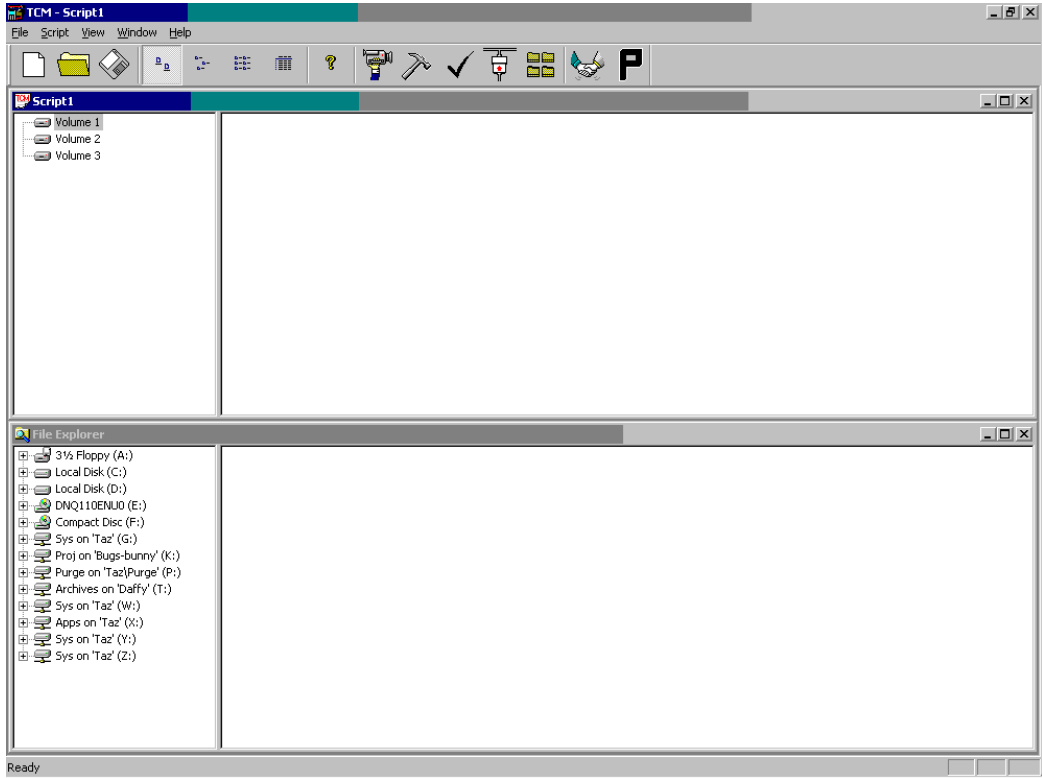 TCM - Script1
File Script View Window Help
Script1
Volume 1
Volume 2
Volume 3
File Explorer
3½ Floppy (A:)
Local Disk (C:)
Local Disk (D:)
DNQ110ENU0 (E:)
Compact Disc (F:)
Sys on 'Taz' (G:)
Proj on 'Bugs-bunny' (K:)
Purge on 'Taz\Purge' (P:)
Archives on 'Daffy' (T:)
Sys on 'Taz' (W:)
Apps on 'Taz' (X:)
Sys on 'Taz' (Y:)
Sys on 'Taz' (Z:)
Ready